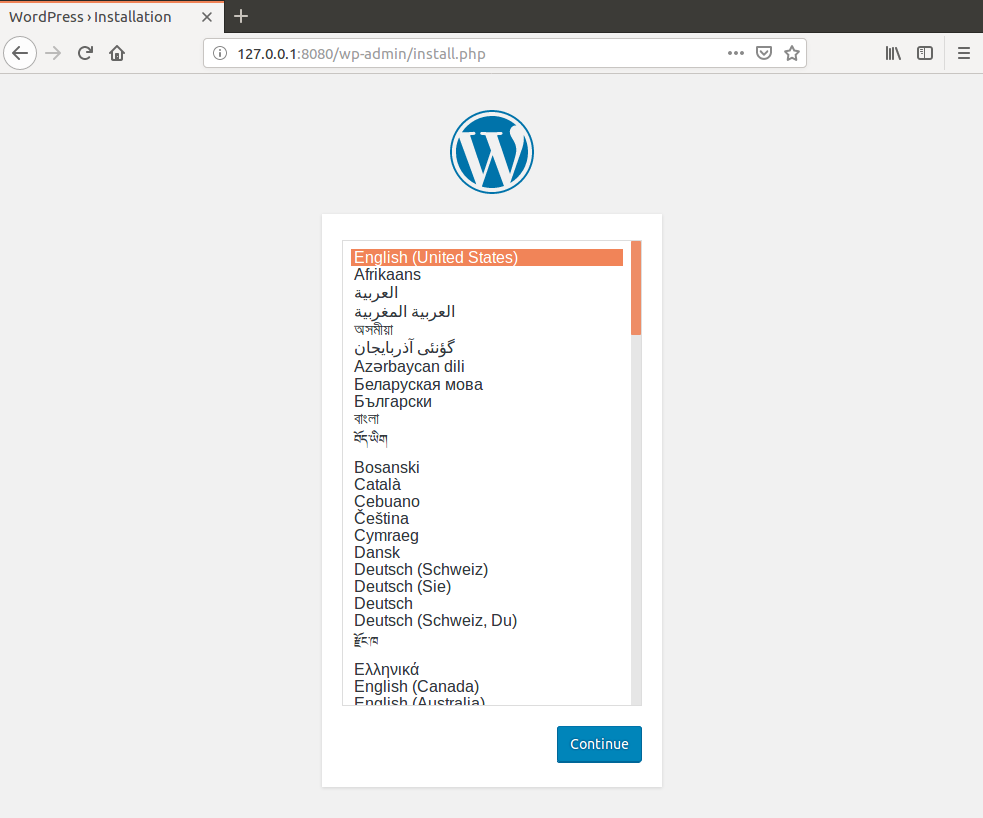 WordPress › Installation
127.0.0.1:8080/wp-admin/install.php
English (United States)
Afrikaans
العربية
العربية المغربية
অসমীয়া
گؤنئی آذربایجان
Azərbaycan dili
Беларуская мова
Български
বাংলা
བོད་ཡིག
Bosanski
Català
Cebuano
Čeština
Cymraeg
Dansk
Deutsch (Schweiz)
Deutsch (Sie)
Deutsch
Deutsch (Schweiz, Du)
རྫོང་ཁ
Ελληνικά
English (Canada)
English (Australia)
Continue